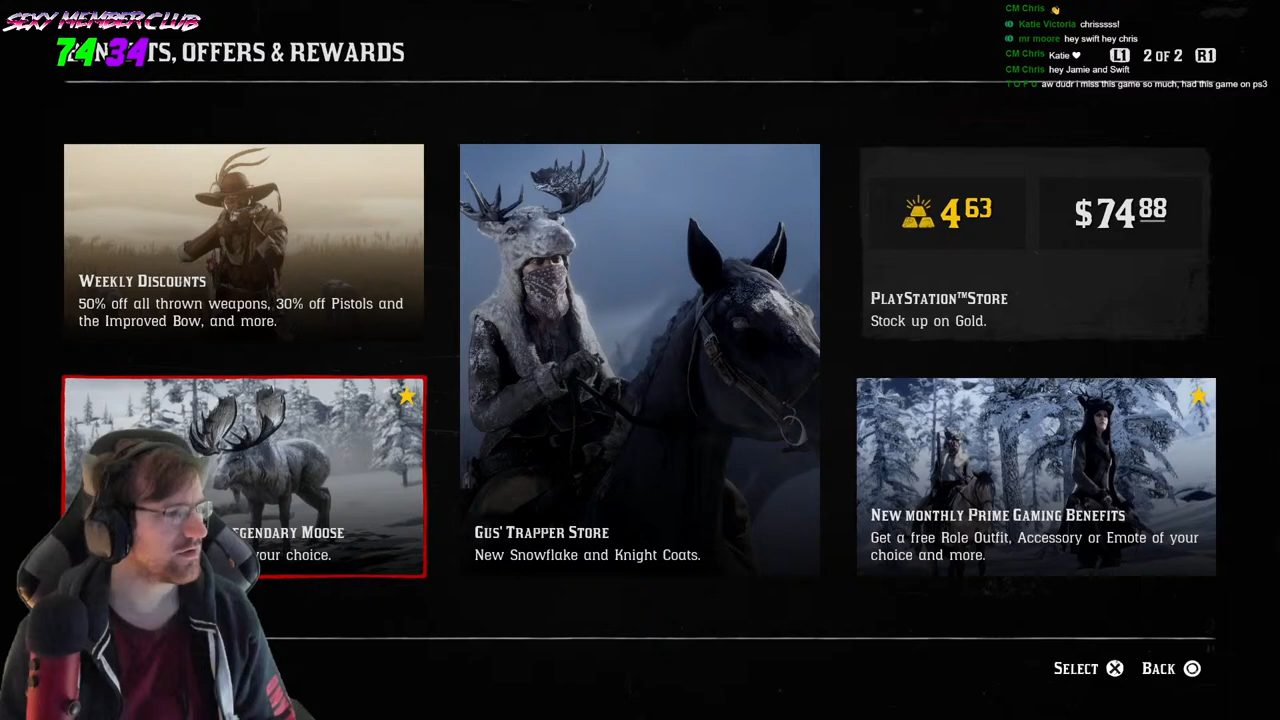 SEXY MEMBER CLUB
74 34
TS, OFFERS & REWARDS
CM Chris 👋
Katie Victoria chrisssss!
mr moore hey swift hey chris
CM Chris Katie ♥
CM Chris hey Jamie and Swift
T O P O aw dudr i miss this game so much, had this game on ps3
L1 2 OF 2 R1
WEEKLY DISCOUNTS
50% off all thrown weapons, 30% off Pistols and
the Improved Bow, and more.
EGENDARY MOOSE
your choice.
GUS' TRAPPER STORE
New Snowflake and Knight Coats.
4 63
$74 88
PLAYSTATION™STORE
Stock up on Gold.
NEW MONTHLY PRIME GAMING BENEFITS
Get a free Role Outfit, Accessory or Emote of your
choice and more.
SELECT BACK